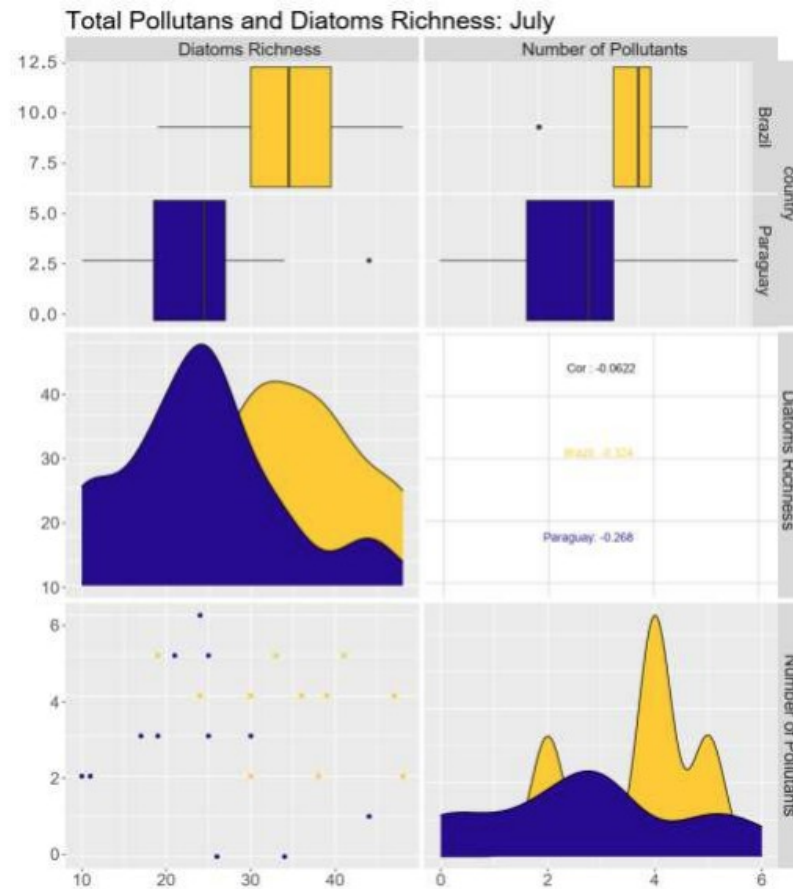 Total Pollutans and Diatoms Richness: July
Diatoms Richness
Number of Pollutants
12.5
10.0
7.5
Brazil
country
5.0
2.5
0.0
Paraguay
Cor : -0.0622
Brazil: -0.324
Paraguay: -0.268
40
30
20
10
Diatoms Richness
6
4
2
0
Number of Pollutants
10 20 30 40
0 2 4 6